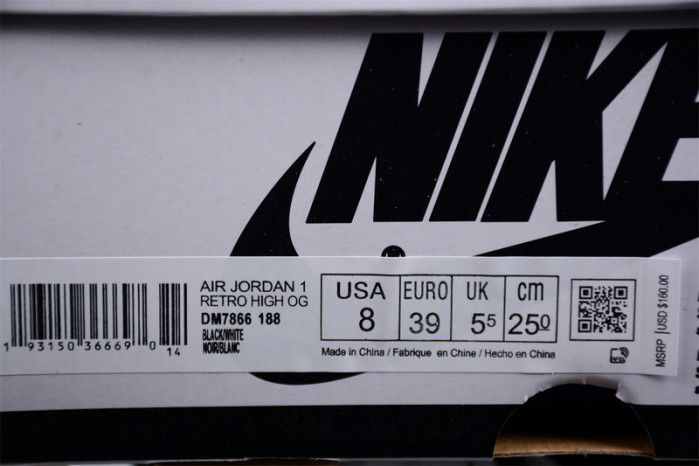 NIKE
AIR JORDAN 1
RETRO HIGH OG
DM7866 188
BLACK/WHITE
NOIR/BLANC
1 93150 36669 0 14
USA EURO UK cm
8 39 5.5 25.0
Made in China / Fabriqué en Chine / Hecho en China
MSRP USD $160.00